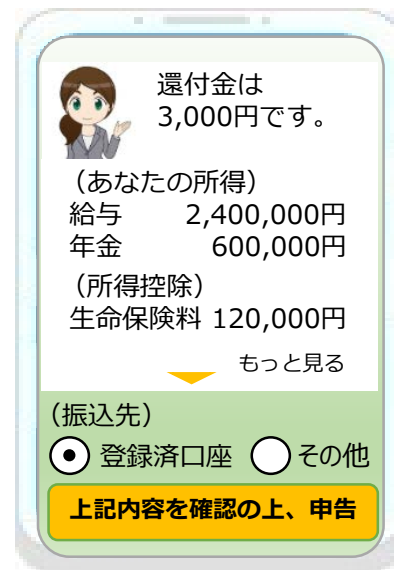 還付金は
3,000円です。
（あなたの所得）
給与 2,400,000円
年金 600,000円
（所得控除）
生命保険料 120,000円
もっと見る
（振込先）
登録済口座 その他
上記内容を確認の上、申告